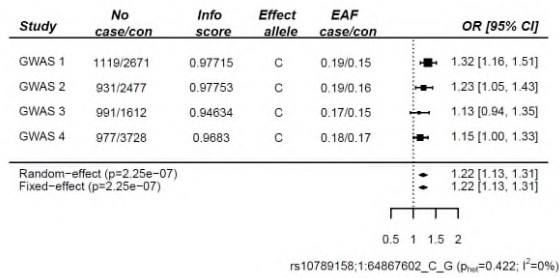 Study No case/con Info score Effect allele EAF case/con OR [95% CI]
GWAS 1 1119/2671 0.97715 C 0.19/0.15 1.32 [1.16, 1.51]
GWAS 2 931/2477 0.97753 C 0.19/0.16 1.23 [1.05, 1.43]
GWAS 3 991/1612 0.94634 C 0.17/0.15 1.13 [0.94, 1.35]
GWAS 4 977/3728 0.9683 C 0.18/0.17 1.15 [1.00, 1.33]
Random−effect (p=2.25e−07) 1.22 [1.13, 1.31]
Fixed−effect (p=2.25e−07) 1.22 [1.13, 1.31]
0.5 1 1.5 2
rs10789158;1:64867602_C_G (phet=0.422; I²=0%)